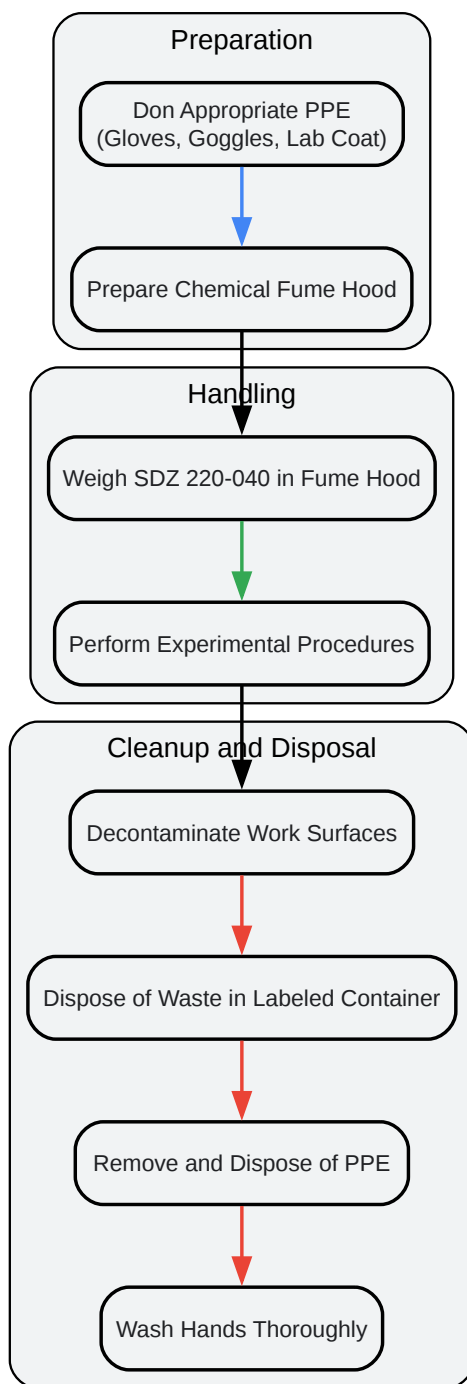 Preparation
Don Appropriate PPE
(Gloves, Goggles, Lab Coat)
Prepare Chemical Fume Hood
Handling
Weigh SDZ 220-040 in Fume Hood
Perform Experimental Procedures
Cleanup and Disposal
Decontaminate Work Surfaces
Dispose of Waste in Labeled Container
Remove and Dispose of PPE
Wash Hands Thoroughly